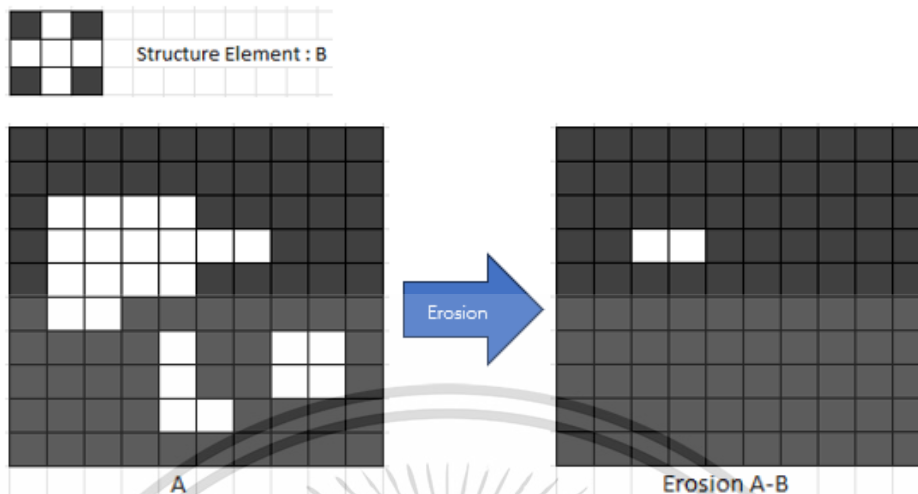 Structure Element : B
Erosion
A
Erosion A-B